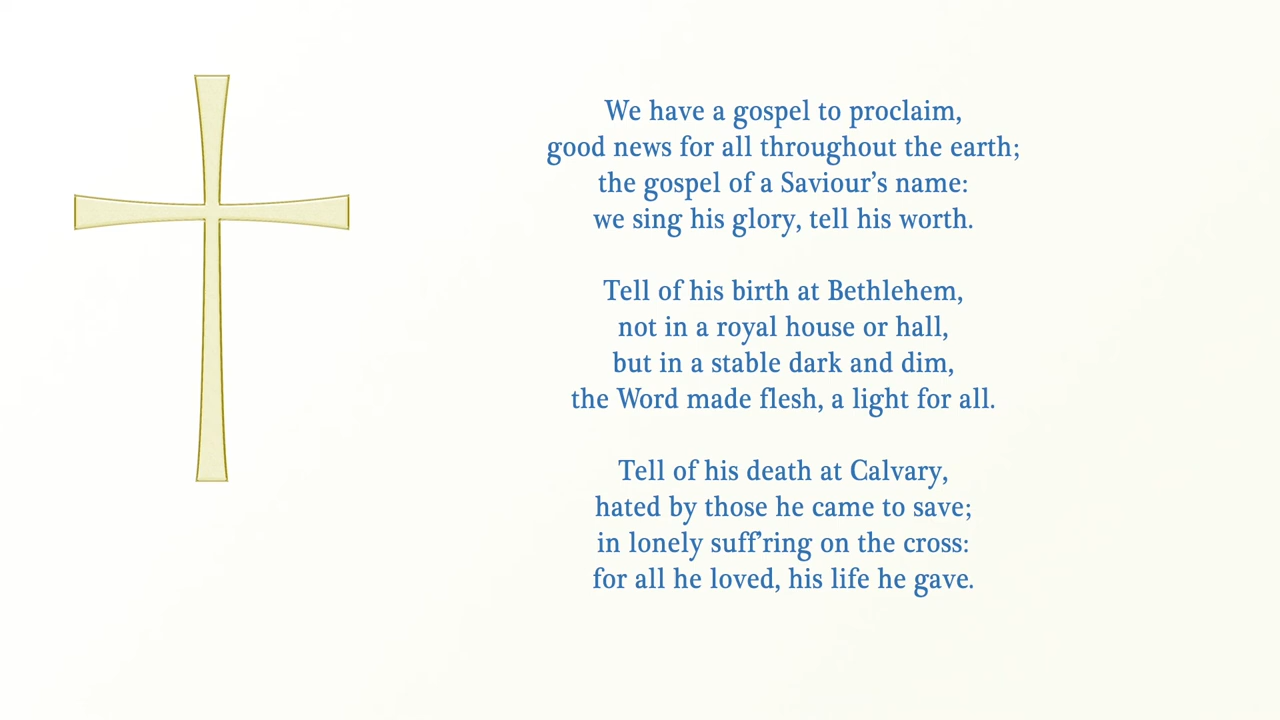 We have a gospel to proclaim,
good news for all throughout the earth;
the gospel of a Saviour’s name:
we sing his glory, tell his worth.
Tell of his birth at Bethlehem,
not in a royal house or hall,
but in a stable dark and dim,
the Word made flesh, a light for all.
Tell of his death at Calvary,
hated by those he came to save;
in lonely suff’ring on the cross:
for all he loved, his life he gave.